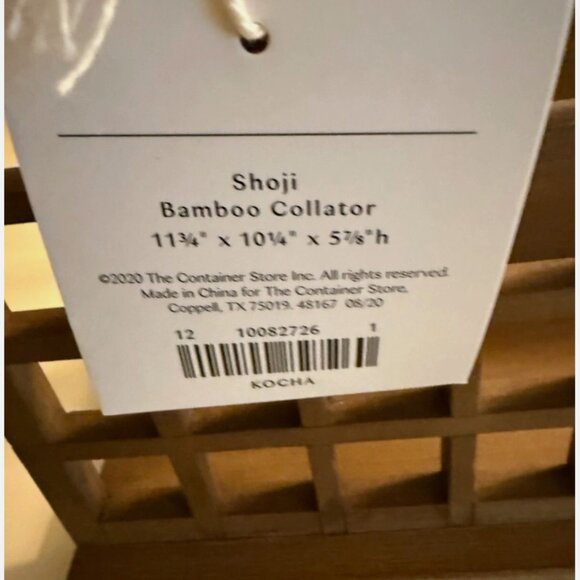 Shoji
Bamboo Collator
11¾" x 10¼" x 5⅞"h
©2020 The Container Store Inc. All rights reserved.
Made in China for The Container Store,
Coppell, TX 75019. 48167 08/20
12 10082726 1
KOCHA